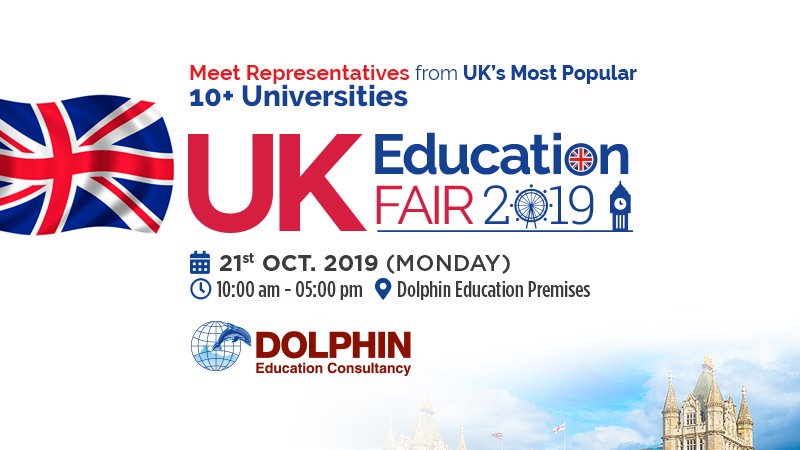 Meet Representatives from UK's Most Popular
10+ Universities
UK Education
FAIR 2019
21st OCT. 2019 (MONDAY)
10:00 am - 05:00 pm Dolphin Education Premises
DOLPHIN
Education Consultancy